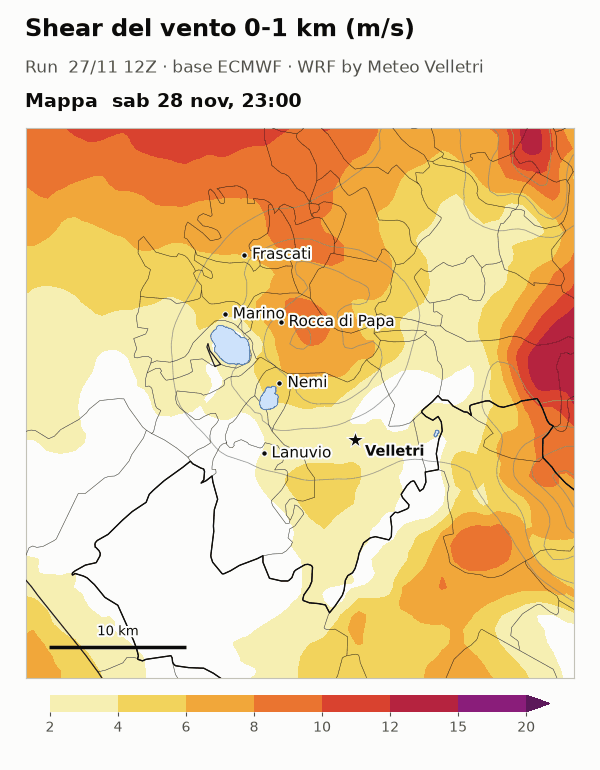 Shear del vento 0-1 km (m/s)
Run  27/11 12Z · base ECMWF · WRF by Meteo Velletri
Mappa  sab 28 nov, 23:00
Frascati
Marino
Rocca di Papa
Nemi
Velletri
Lanuvio
10 km
2 4 6 8 10 12 15 20